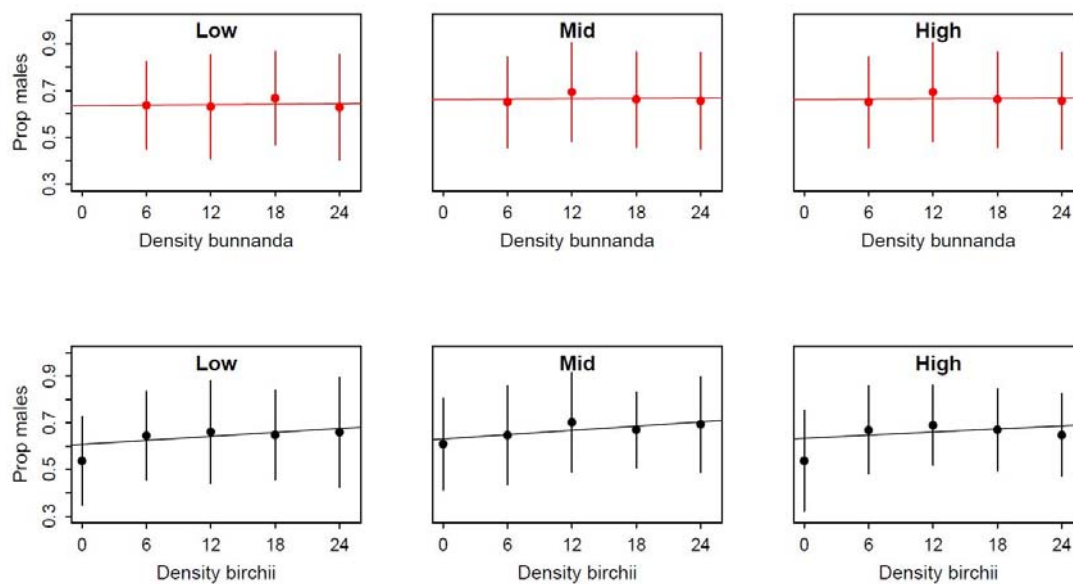 Low
Mid
High
Prop males
0.3 0.5 0.7 0.9
0 6 12 18 24
0 6 12 18 24
0 6 12 18 24
Density bunnanda
Density bunnanda
Density bunnanda
Low
Mid
High
Prop males
0.3 0.5 0.7 0.9
0 6 12 18 24
0 6 12 18 24
0 6 12 18 24
Density birchii
Density birchii
Density birchii